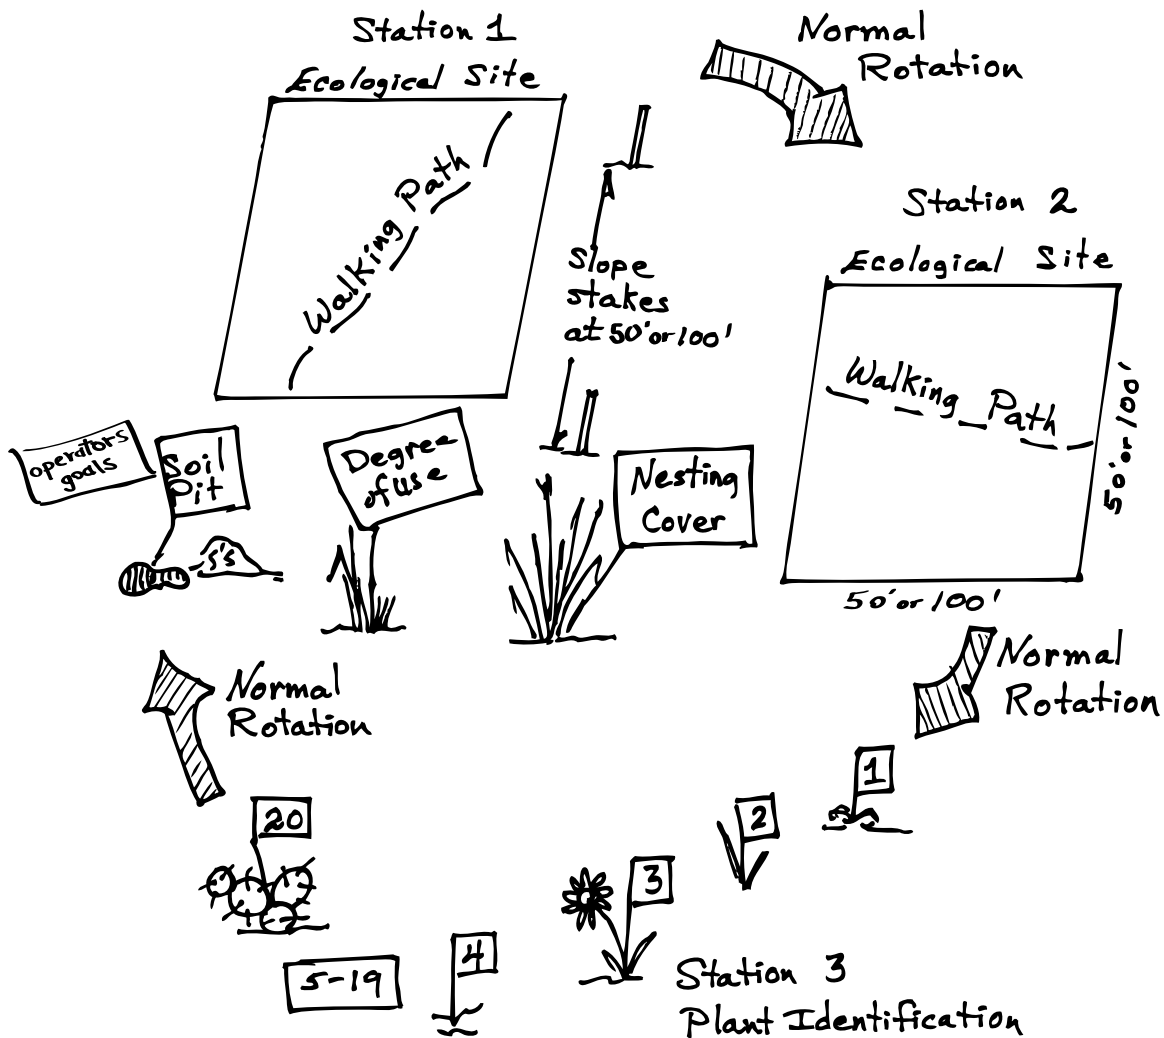 Station 1
Ecological Site
Walking Path
Normal
Rotation
Slope
stakes
at 50' or 100'
Station 2
Ecological Site
Walking Path
50' or 100'
50' or 100'
operators
goals
Soil
Pit
5's
Degree
of use
Nesting
Cover
Normal
Rotation
Normal
Rotation
1
2
3
4
5-19
20
Station 3
Plant Identification